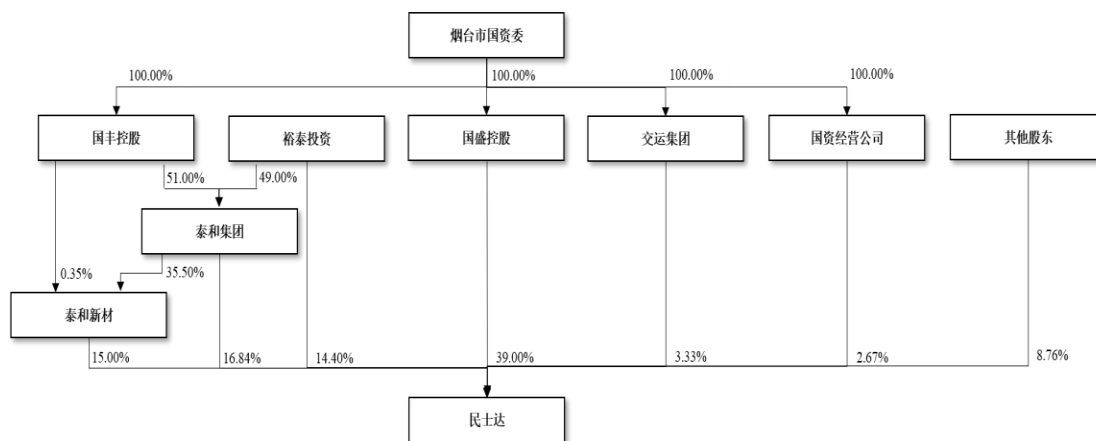 烟台市国资委
100.00%
100.00%
100.00%
100.00%
国丰控股
裕泰投资
国盛控股
交运集团
国资经营公司
其他股东
51.00%
49.00%
泰和集团
0.35%
35.50%
泰和新材
15.00%
16.84%
14.40%
39.00%
3.33%
2.67%
8.76%
民士达